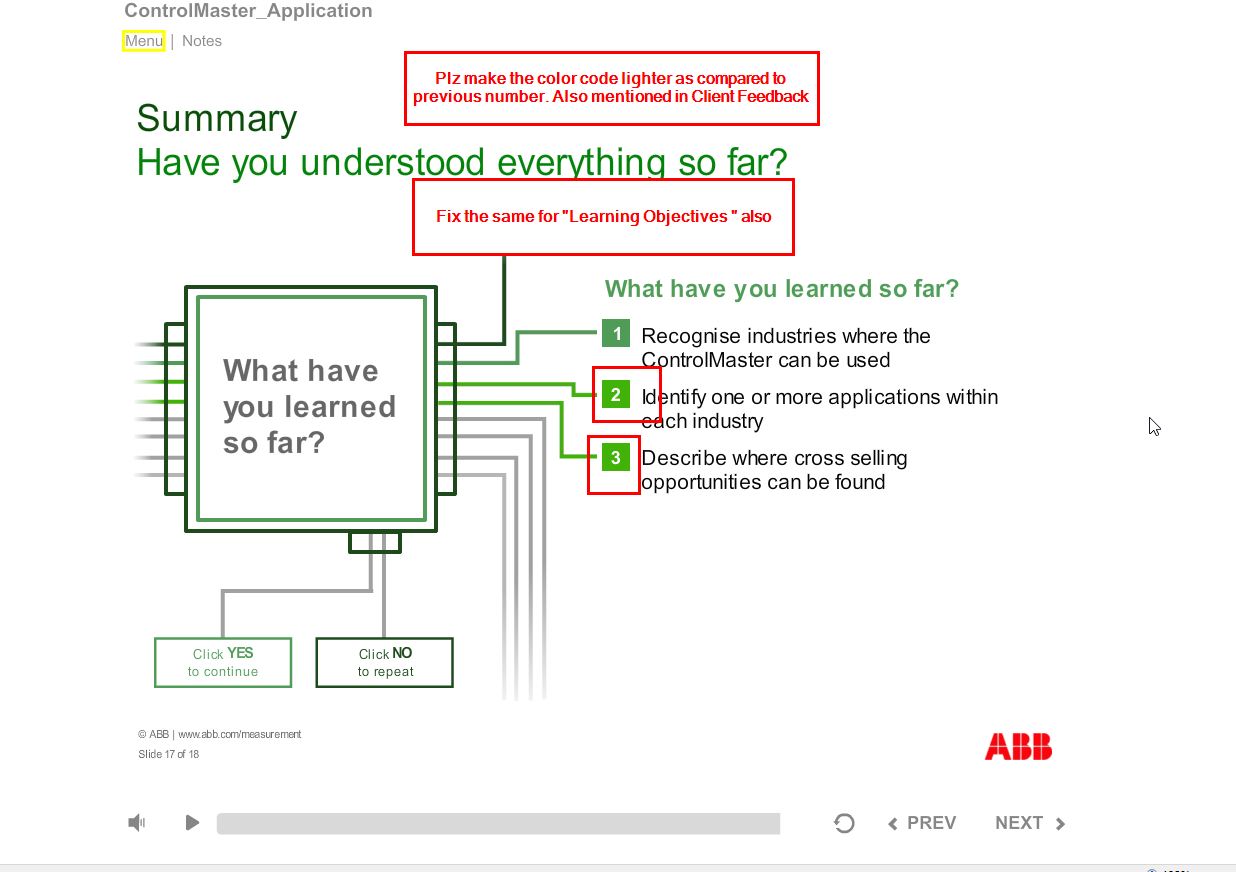 ControlMaster_Application
Menu | Notes
Plz make the color code lighter as compared to
previous number. Also mentioned in Client Feedback
Summary
Have you understood everything so far?
Fix the same for "Learning Objectives " also
What have
you learned
so far?
What have you learned so far?
1 Recognise industries where the
ControlMaster can be used
2 Identify one or more applications within
each industry
3 Describe where cross selling
opportunities can be found
Click YES
to continue
Click NO
to repeat
© ABB | www.abb.com/measurement
Slide 17 of 18
ABB
PREV
NEXT